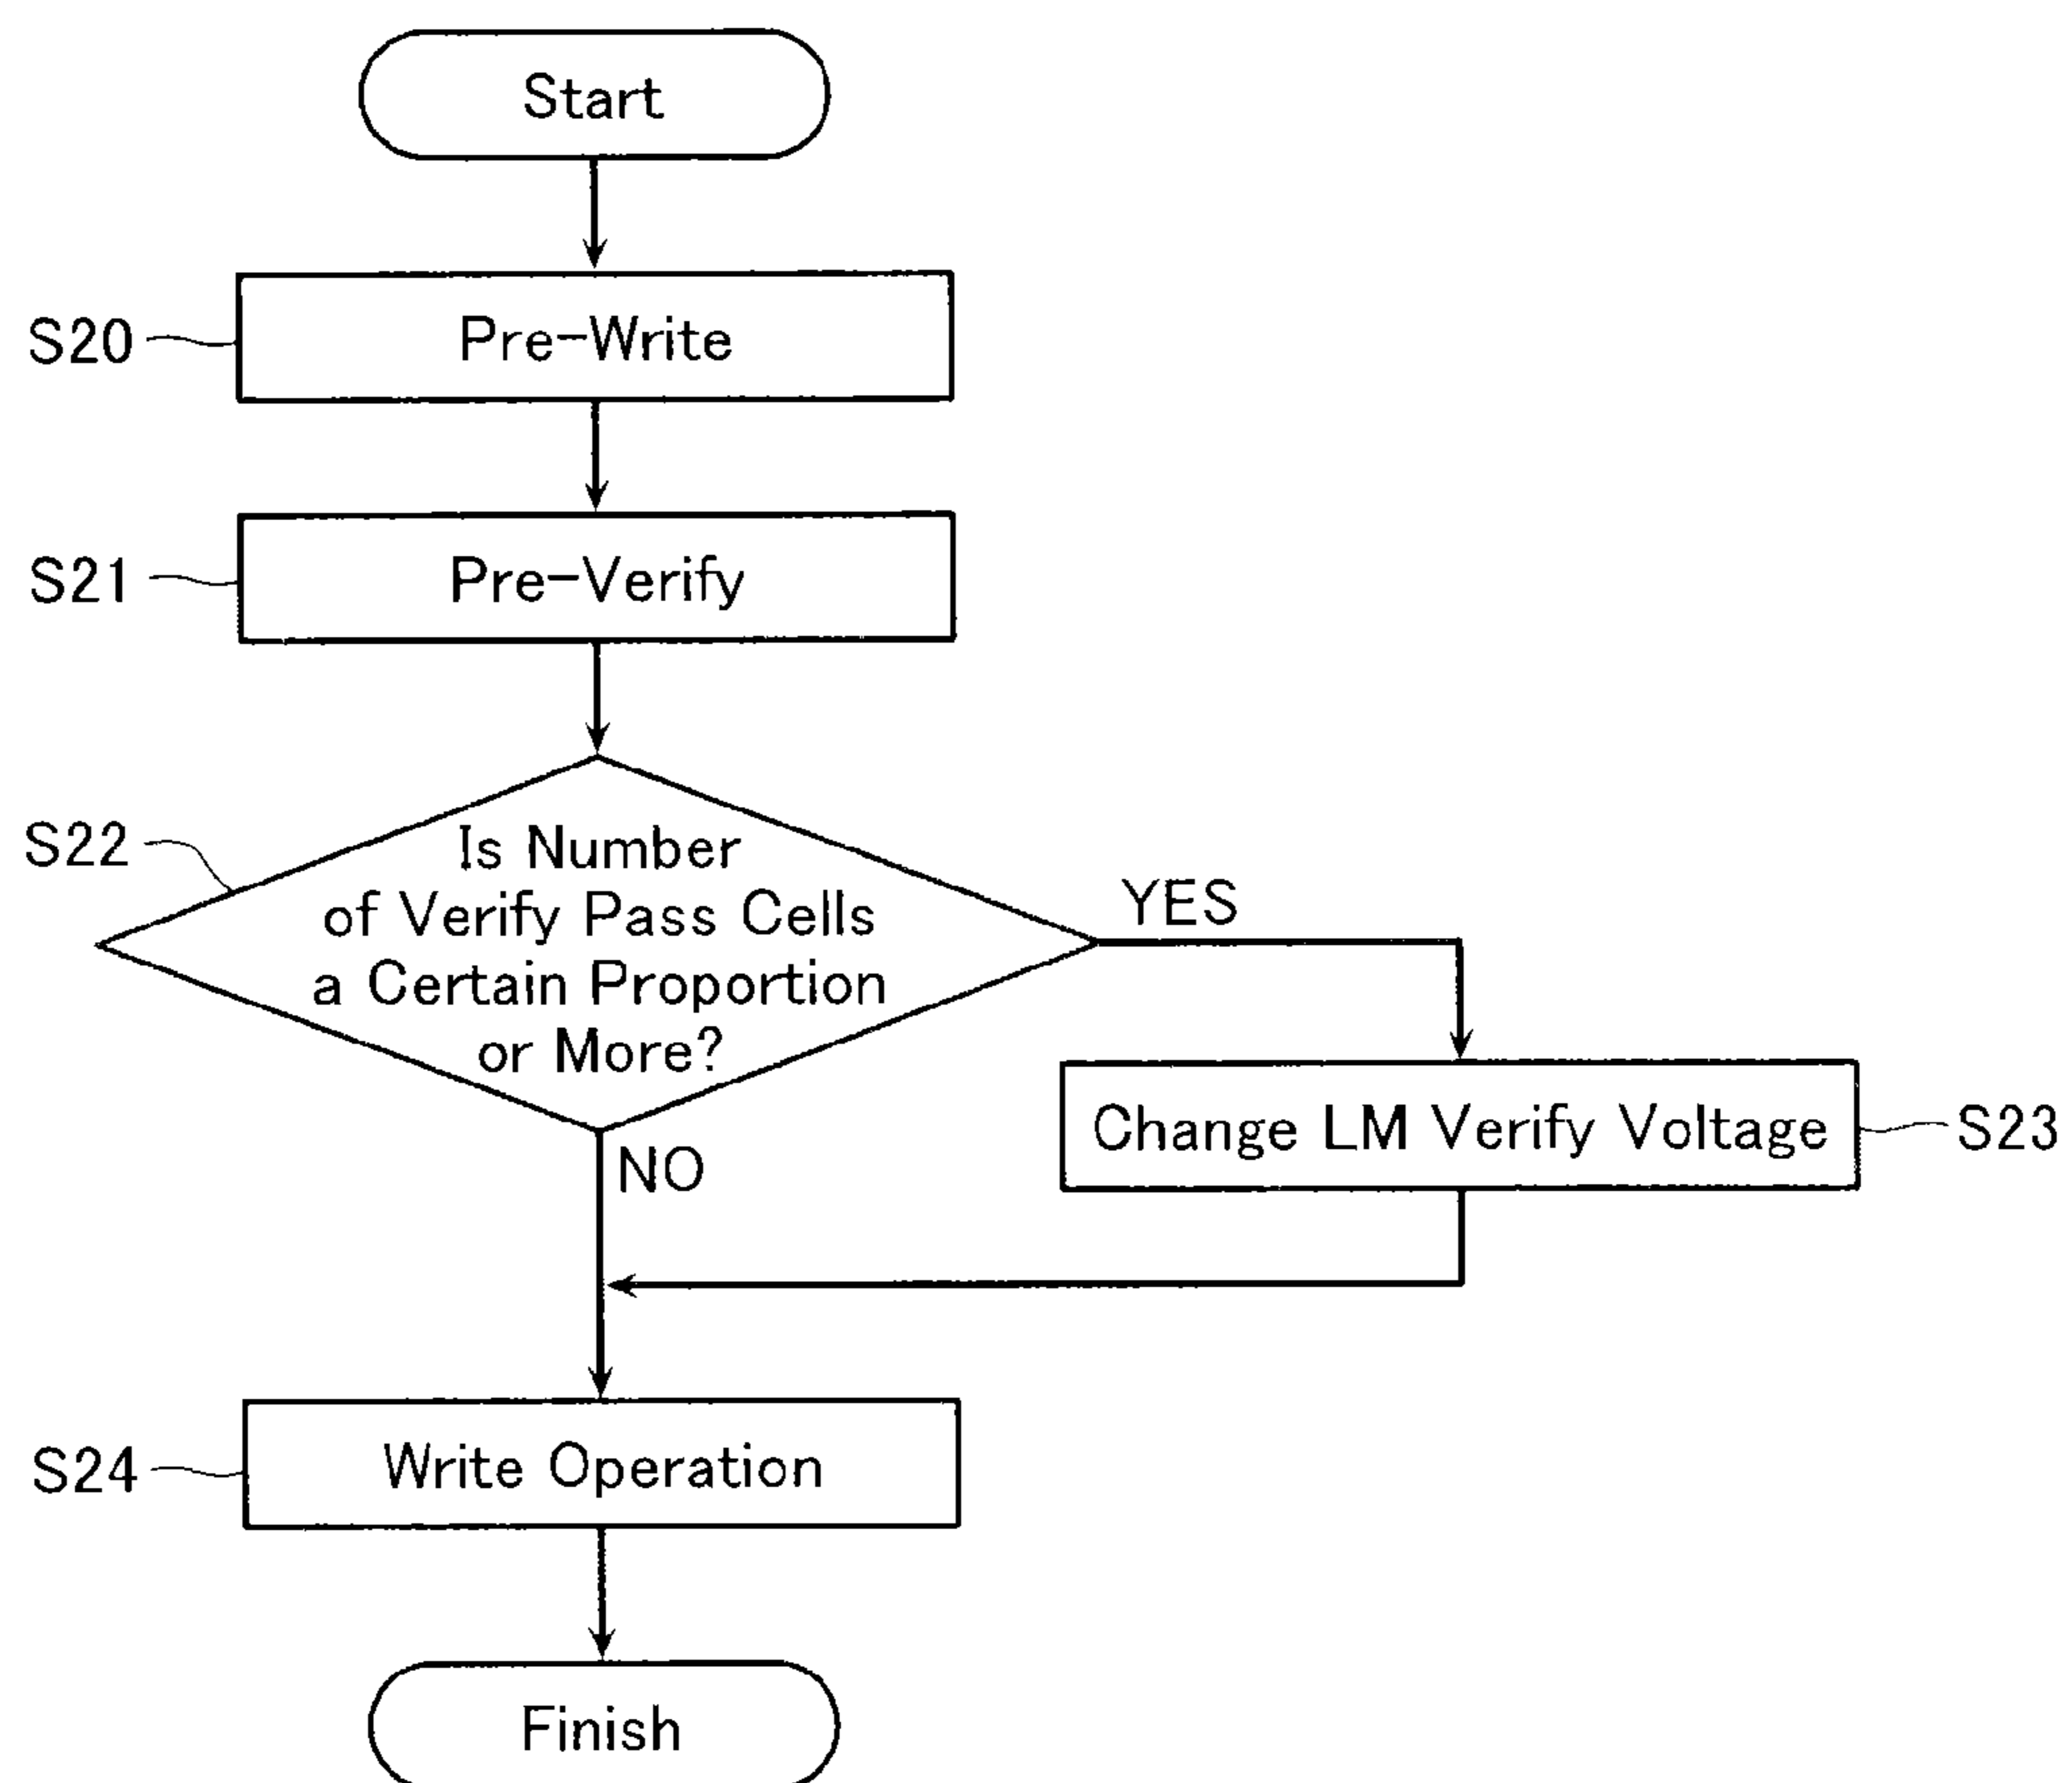 Start
S20
Pre-Write
S21
Pre-Verify
S22
Is Number
of Verify Pass Cells
a Certain Proportion
or More?
YES
NO
Change LM Verify Voltage
S23
S24
Write Operation
Finish